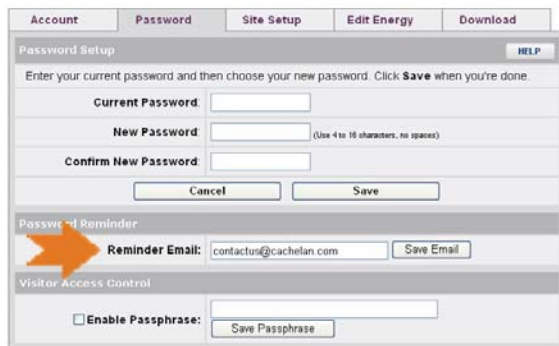 Account Password Site Setup Edit Energy Download
Password Setup HELP
Enter your current password and then choose your new password. Click Save when you're done.
Current Password:
New Password: (Use 4 to 16 characters, no spaces)
Confirm New Password:
Cancel Save
Password Reminder
Reminder Email: contactus@cachelan.com Save Email
Visitor Access Control
Enable Passphrase:
Save Passphrase